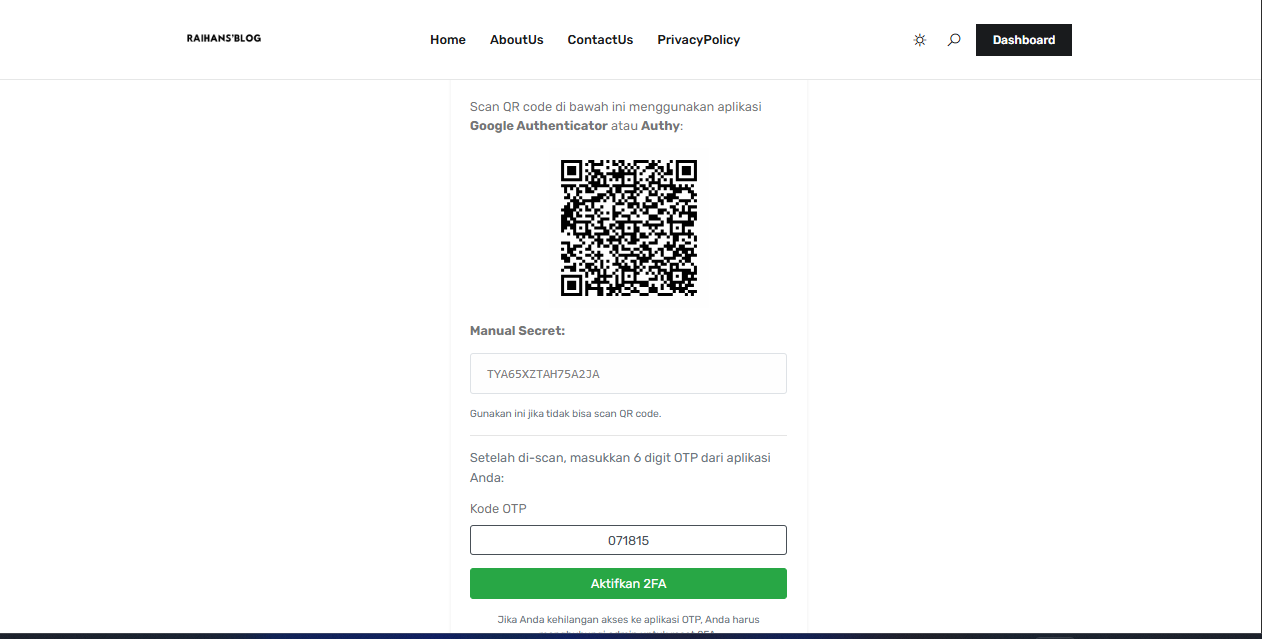 RAIHANS'BLOG
Home AboutUs ContactUs PrivacyPolicy
Dashboard
Scan QR code di bawah ini menggunakan aplikasi
Google Authenticator atau Authy:
Manual Secret:
TYA65XZTAH75A2JA
Gunakan ini jika tidak bisa scan QR code.
Setelah di-scan, masukkan 6 digit OTP dari aplikasi
Anda:
Kode OTP
071815
Aktifkan 2FA
Jika Anda kehilangan akses ke aplikasi OTP, Anda harus